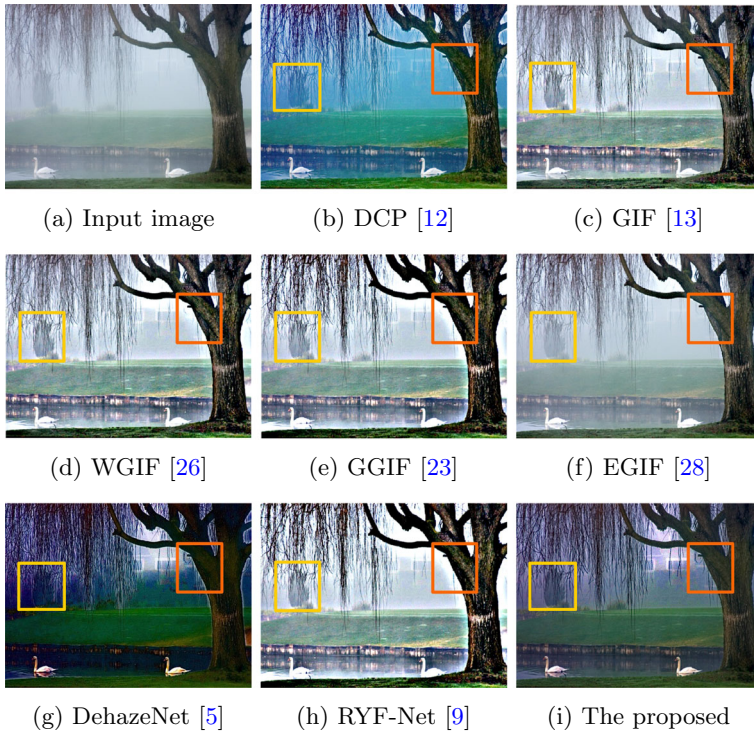 (a) Input image
(b) DCP [12]
(c) GIF [13]
(d) WGIF [26]
(e) GGIF [23]
(f) EGIF [28]
(g) DehazeNet [5]
(h) RYF-Net [9]
(i) The proposed